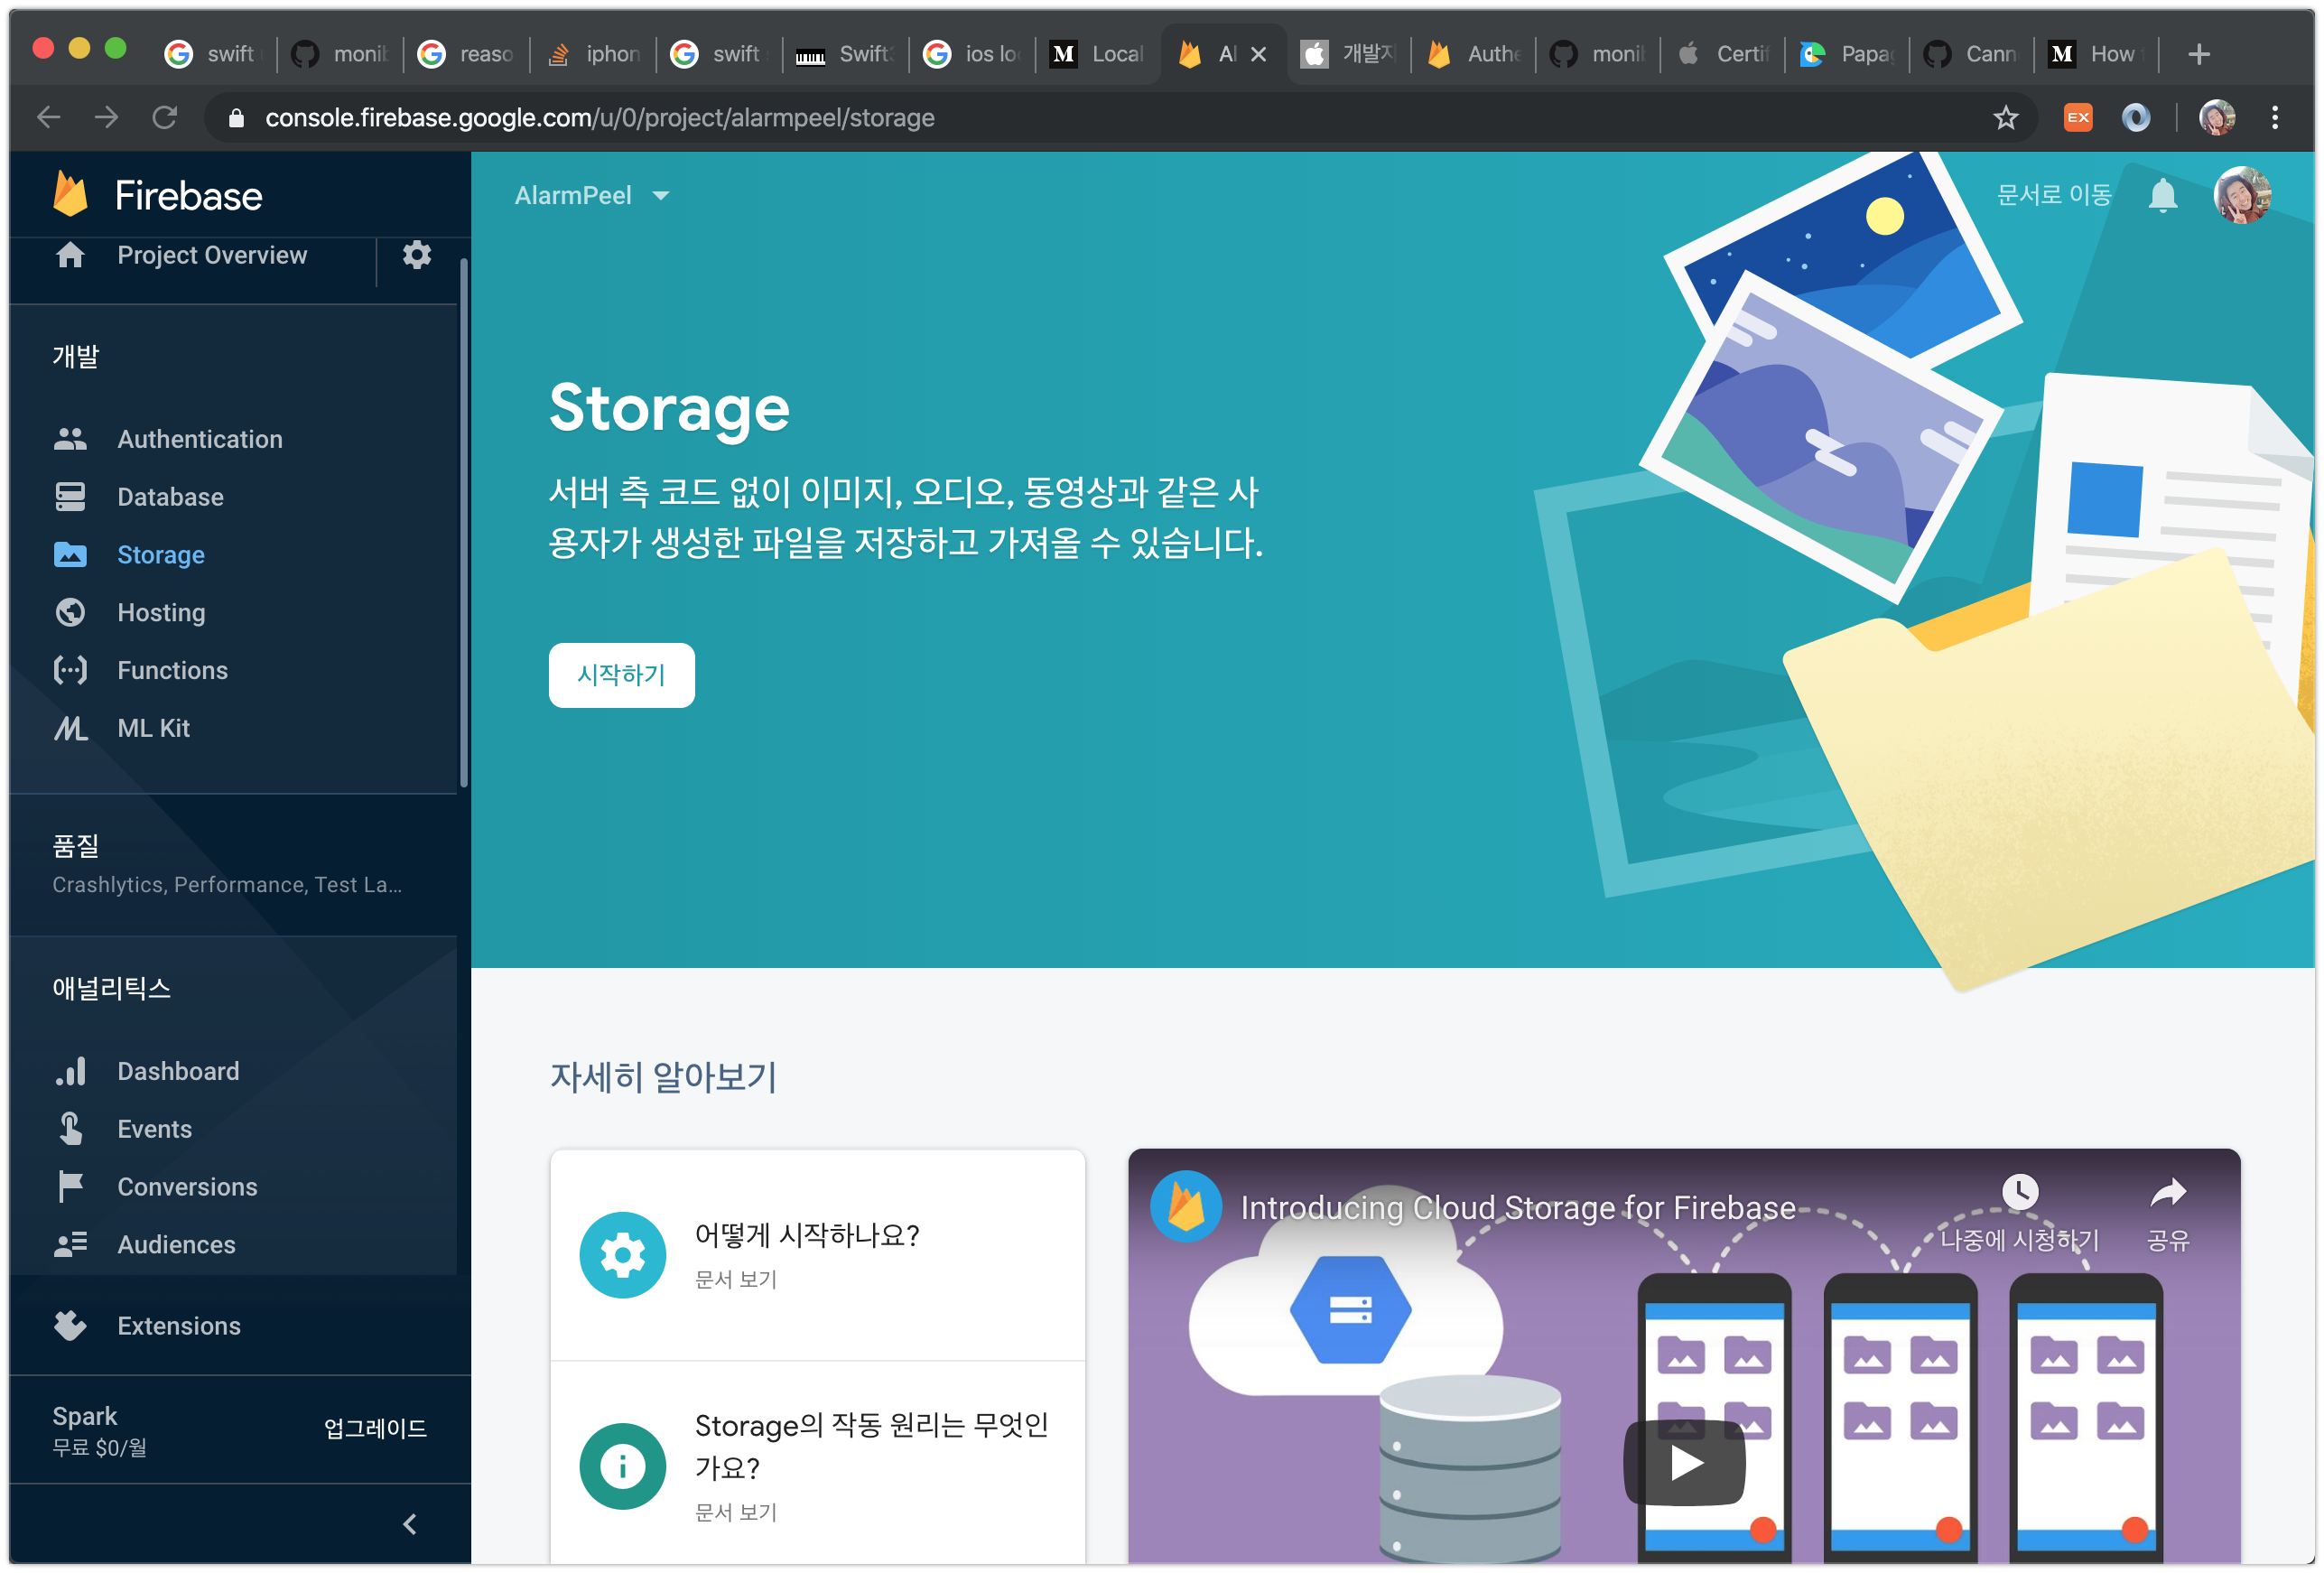 swift
monib
reaso
iphon
swift
Swift
ios lo
Local
Al
개발지
Authe
monib
Certif
Papag
Cann
How
console.firebase.google.com/u/0/project/alarmpeel/storage
EX
Firebase
AlarmPeel
문서로 이동
Project Overview
개발
Authentication
Database
Storage
Hosting
Functions
ML Kit
품질
Crashlytics, Performance, Test La...
애널리틱스
Dashboard
Events
Conversions
Audiences
Extensions
Spark
무료 $0/월
업그레이드
Storage
서버 측 코드 없이 이미지, 오디오, 동영상과 같은 사
용자가 생성한 파일을 저장하고 가져올 수 있습니다.
시작하기
자세히 알아보기
어떻게 시작하나요?
문서 보기
Storage의 작동 원리는 무엇인
가요?
문서 보기
Introducing Cloud Storage for Firebase
나중에 시청하기
공유